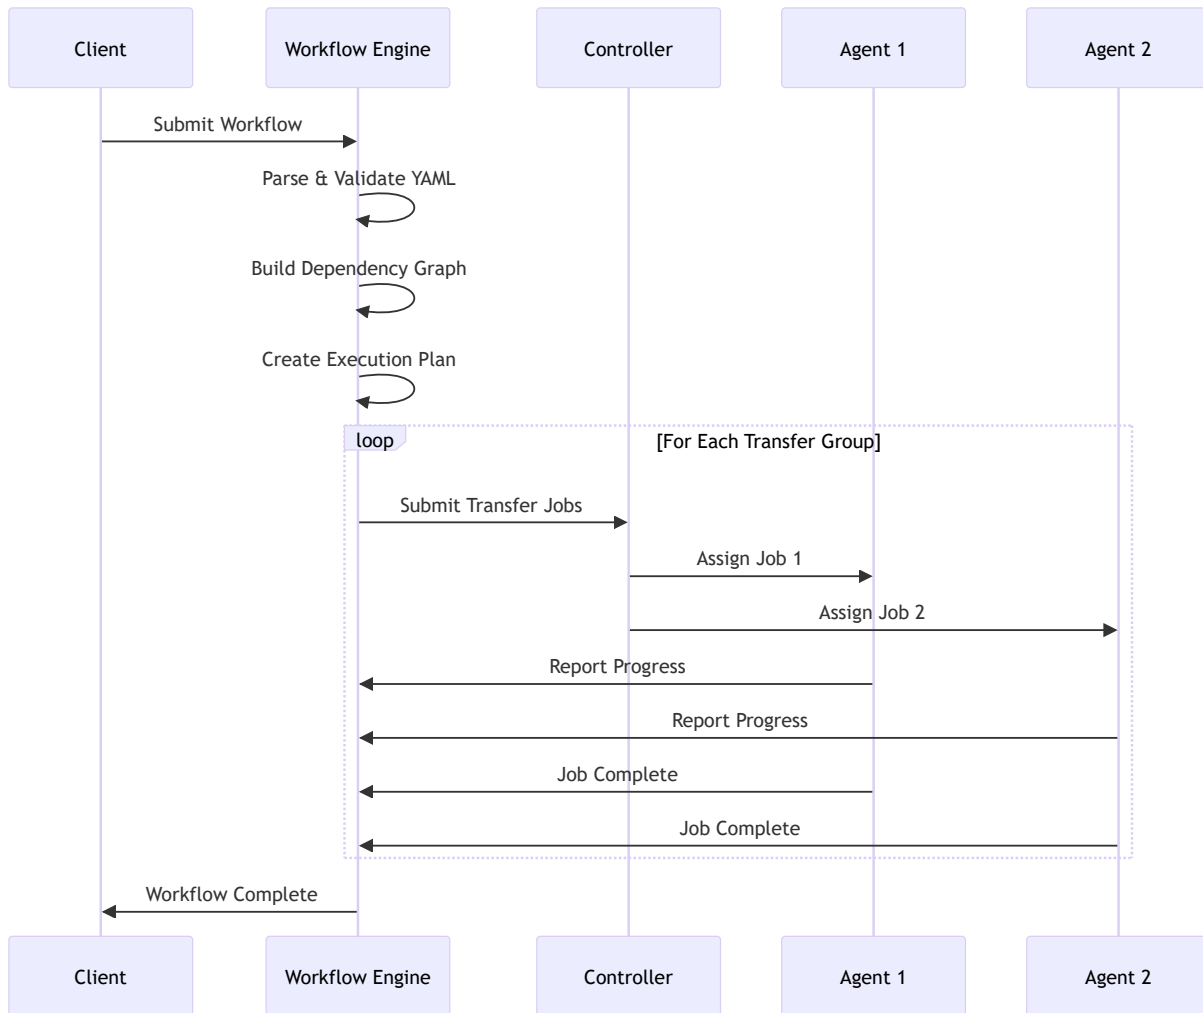 Client
Workflow Engine
Controller
Agent 1
Agent 2
Submit Workflow
Parse & Validate YAML
Build Dependency Graph
Create Execution Plan
loop
[For Each Transfer Group]
Submit Transfer Jobs
Assign Job 1
Assign Job 2
Report Progress
Report Progress
Job Complete
Job Complete
Workflow Complete
Client
Workflow Engine
Controller
Agent 1
Agent 2